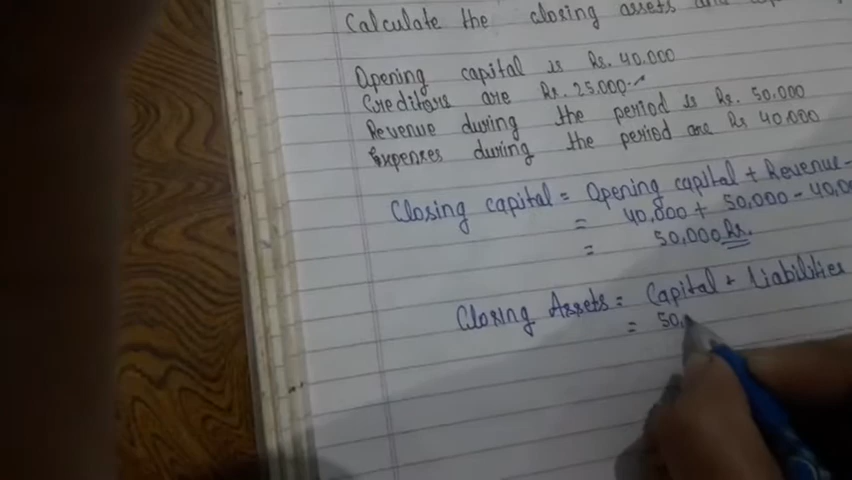 Calculate the closing assets and
Opening capital is Rs. 40.000
Creditors are Rs. 25.000
Revenue during the period is Rs. 50.000
Expenses during the period are Rs 40.000
Closing capital = Opening capital + Revenue -
= 40,000 + 50,000 - 40,0
= 50,000 Rs.
Closing Assets = Capital + Liabilities
= 50,